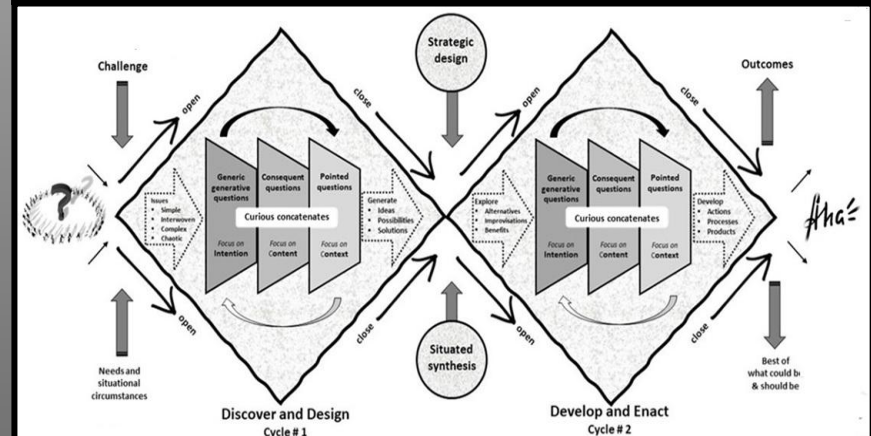 Challenge
open
Issues
• Simple
• Interwoven
• Complex
• Chaotic
?
Needs and
situational
circumstances
open
Generic
generative
questions
Consequent
questions
Pointed
questions
Curious concatenates
Focus on
Intention
Focus on
Content
Focus on
Context
Generate
• Ideas
• Possibilities
• Solutions
close
close
Discover and Design
Cycle # 1
Strategic
design
Situated
synthesis
open
open
Explore
• Alternatives
• Improvisations
• Benefits
Generic
generative
questions
Consequent
questions
Pointed
questions
Curious concatenates
Focus on
Intention
Focus on
Content
Focus on
Context
Develop
• Actions
• Processes
• Products
close
close
Develop and Enact
Cycle # 2
Outcomes
Aha
Best of
what could be
& should be